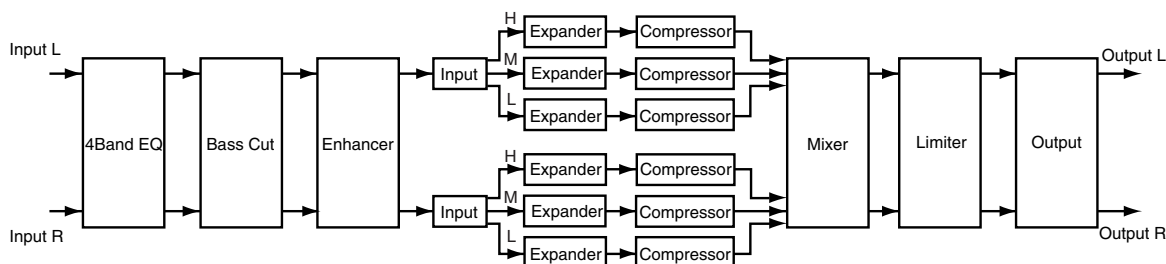 H
Expander
Compressor
Input L
Output L
M
Input
Expander
Compressor
L
Expander
Compressor
4Band EQ
Bass Cut
Enhancer
Mixer
Limiter
Output
H
Expander
Compressor
M
Input
Expander
Compressor
Input R
Output R
L
Expander
Compressor